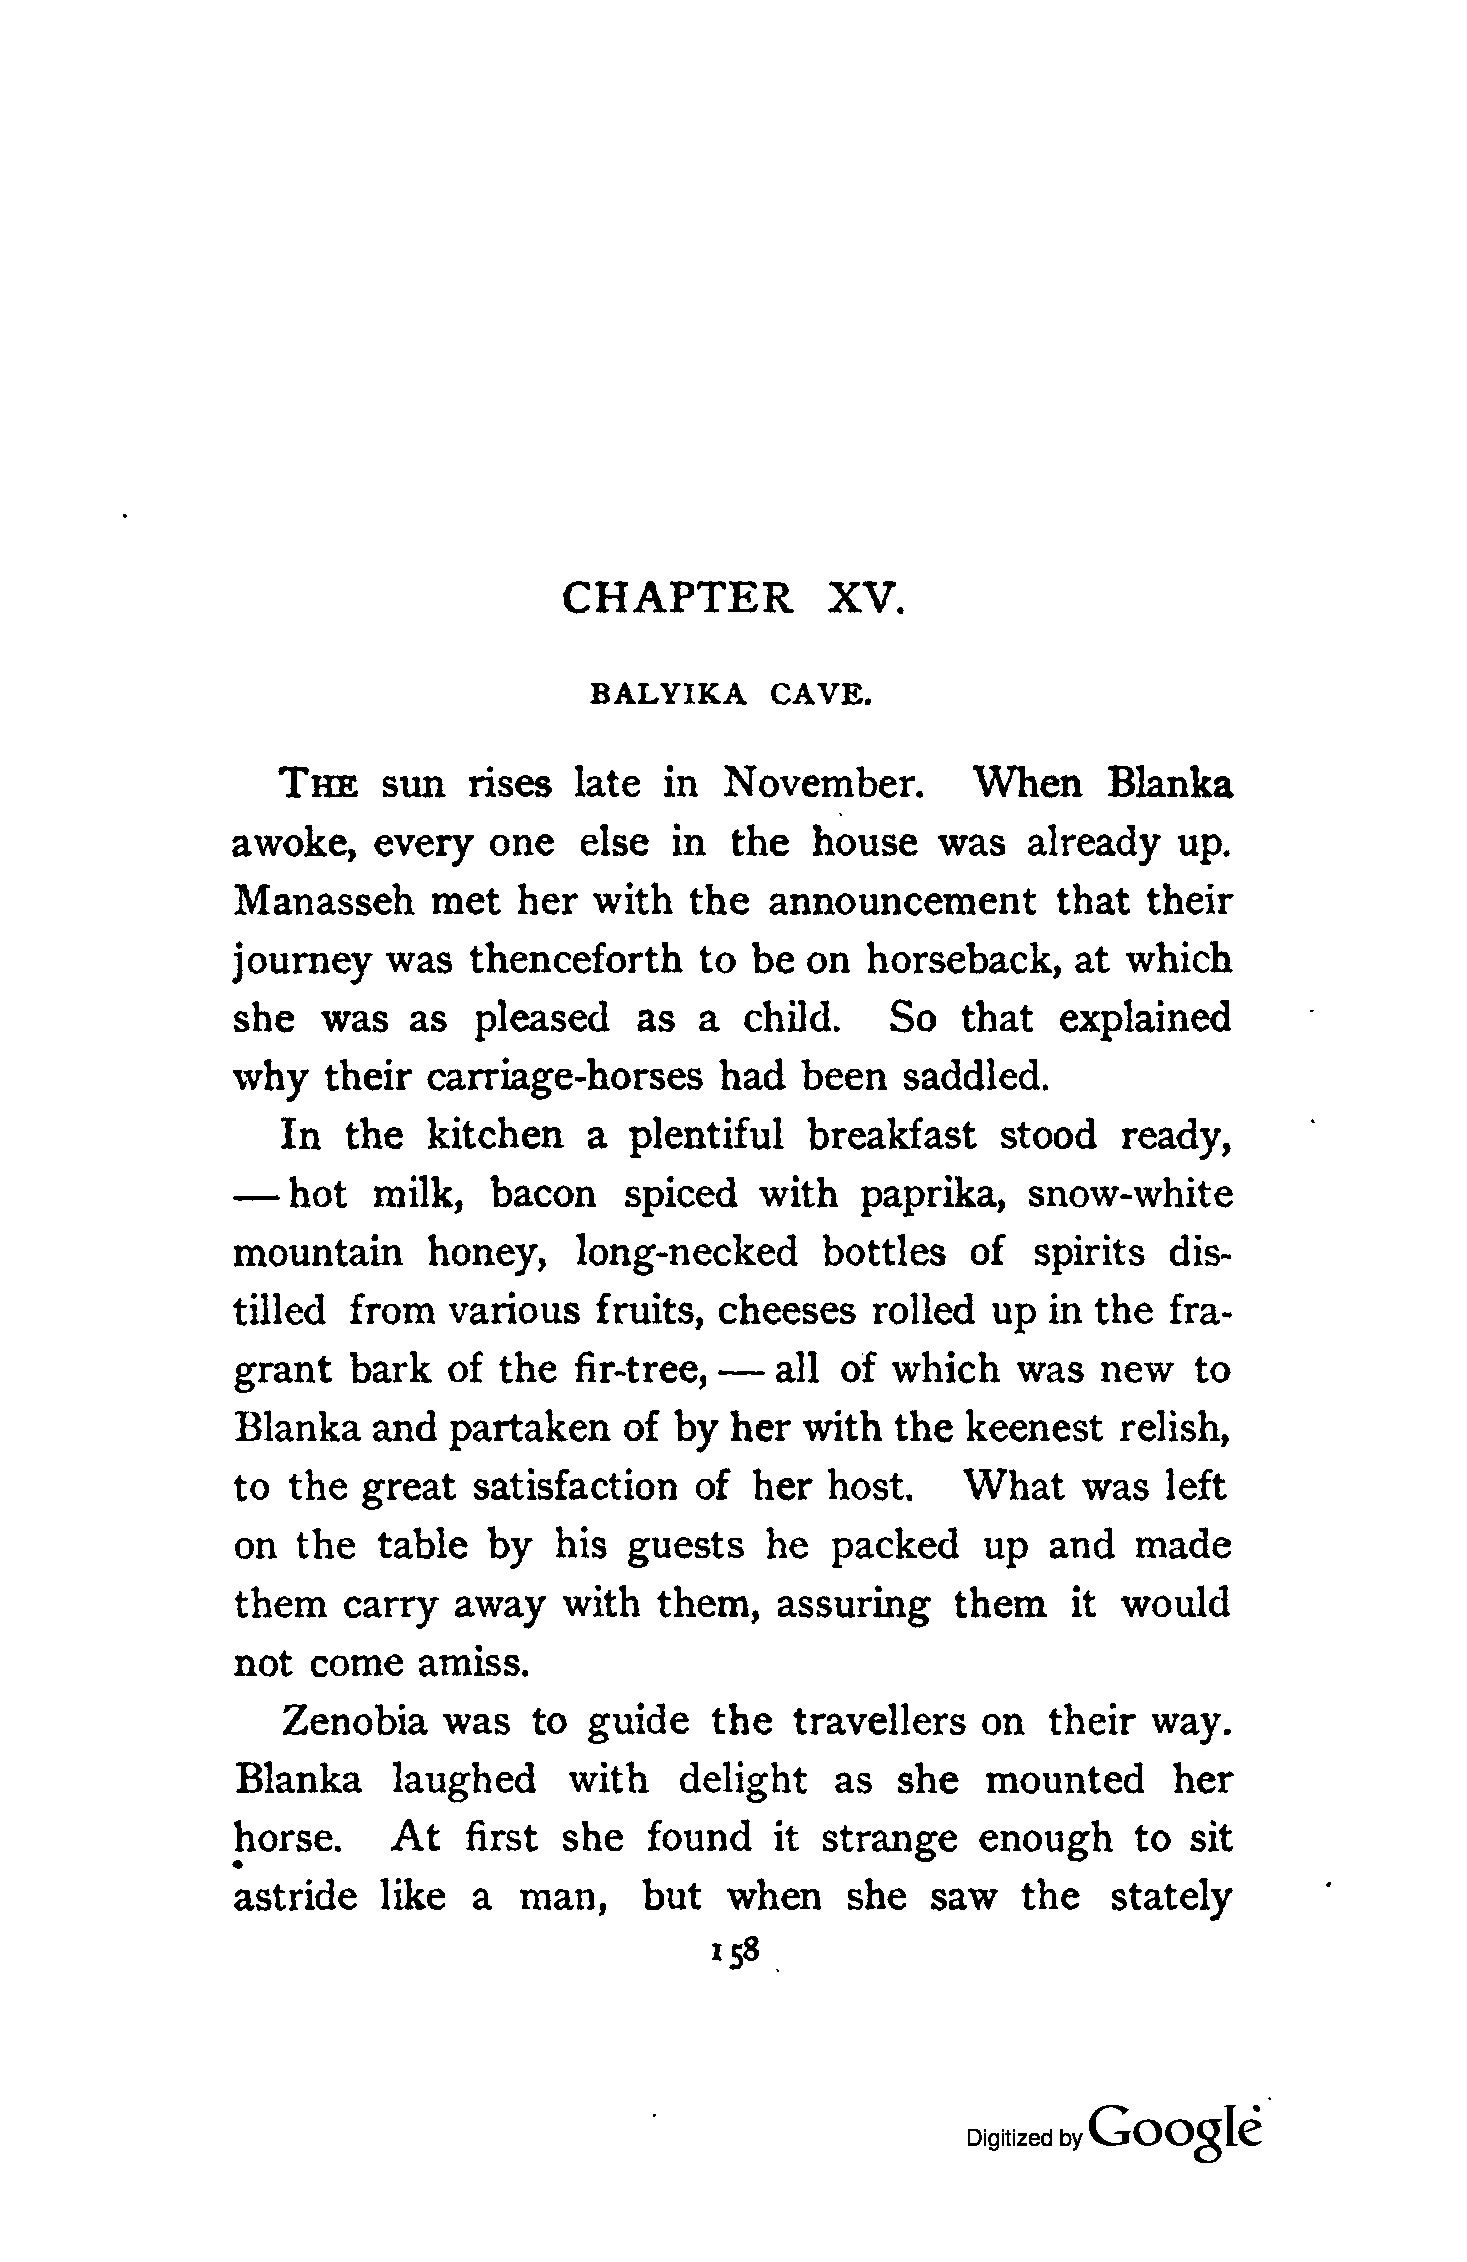 CHAPTER XV.
BALYIKA CAVE.
THE sun rises late in November. When Blanka
awoke, every one else in the house was already up.
Manasseh met her with the announcement that their
journey was thenceforth to be on horseback, at which
she was as pleased as a child. So that explained
why their carriage-horses had been saddled.
In the kitchen a plentiful breakfast stood ready,
— hot milk, bacon spiced with paprika, snow-white
mountain honey, long-necked bottles of spirits dis-
tilled from various fruits, cheeses rolled up in the fra-
grant bark of the fir-tree, — all of which was new to
Blanka and partaken of by her with the keenest relish,
to the great satisfaction of her host. What was left
on the table by his guests he packed up and made
them carry away with them, assuring them it would
not come amiss.
Zenobia was to guide the travellers on their way.
Blanka laughed with delight as she mounted her
horse. At first she found it strange enough to sit
astride like a man, but when she saw the stately
158
Digitized by Google